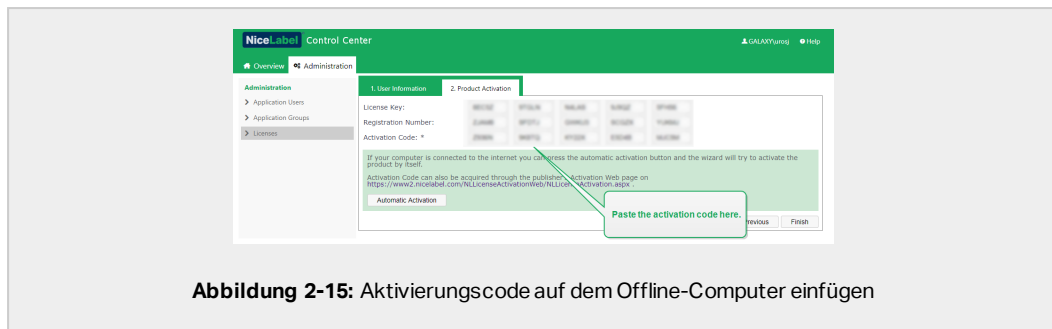 NiceLabel Control Center
GALAXY\urosj Help
Overview Administration
Administration
Application Users
Application Groups
Licenses
1. User Information 2. Product Activation
License Key:
Registration Number:
Activation Code: *
If your computer is connected to the internet you can press the automatic activation button and the wizard will try to activate the
product by itself.
Activation Code can also be acquired through the publisher Activation Web page on
https://www2.nicelabel.com/NLLicenseActivationWeb/NLLicenseActivation.aspx .
Automatic Activation
Paste the activation code here.
Previous Finish
Abbildung 2-15: Aktivierungscode auf dem Offline-Computer einfügen